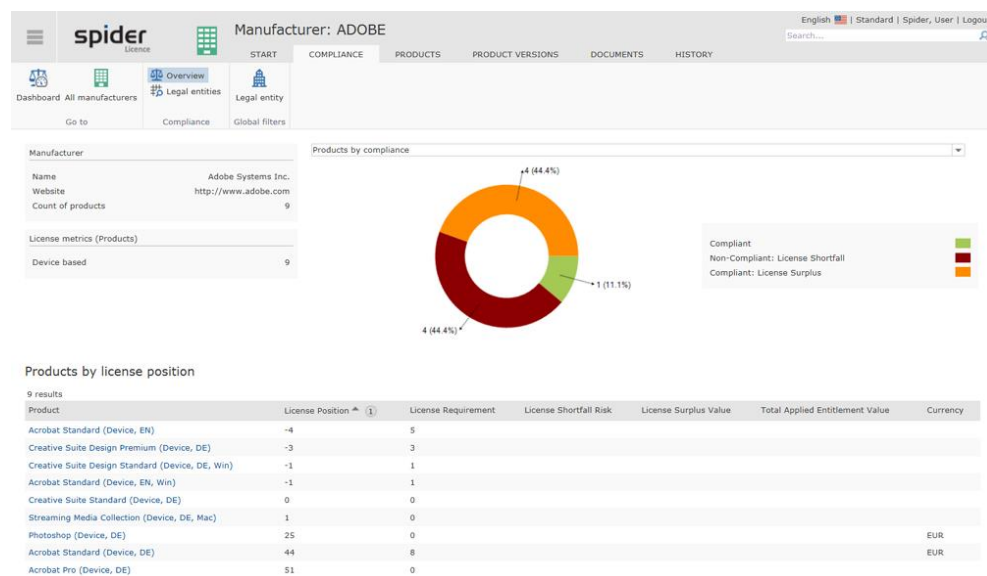 English | Standard | Spider, User | Logou
spider
Licence
Manufacturer: ADOBE
Search...
START COMPLIANCE PRODUCTS PRODUCT VERSIONS DOCUMENTS HISTORY
Overview
Legal entities
Dashboard All manufacturers Legal entity
Go to Compliance Global filters
Manufacturer
Products by compliance
Name Adobe Systems Inc.
Website http://www.adobe.com
Count of products 9
License metrics (Products)
Device based 9
4 (44.4%)
1 (11.1%)
4 (44.4%)
Compliant
Non-Compliant: License Shortfall
Compliant: License Surplus
Products by license position
9 results
Product License Position 1 License Requirement License Shortfall Risk License Surplus Value Total Applied Entitlement Value Currency
Acrobat Standard (Device, EN) -4 5
Creative Suite Design Premium (Device, DE) -3 3
Creative Suite Design Standard (Device, DE, Win) -1 1
Acrobat Standard (Device, EN, Win) -1 1
Creative Suite Standard (Device, DE) 0 0
Streaming Media Collection (Device, DE, Mac) 1 0
Photoshop (Device, DE) 25 0 EUR
Acrobat Standard (Device, DE) 44 8 EUR
Acrobat Pro (Device, DE) 51 0